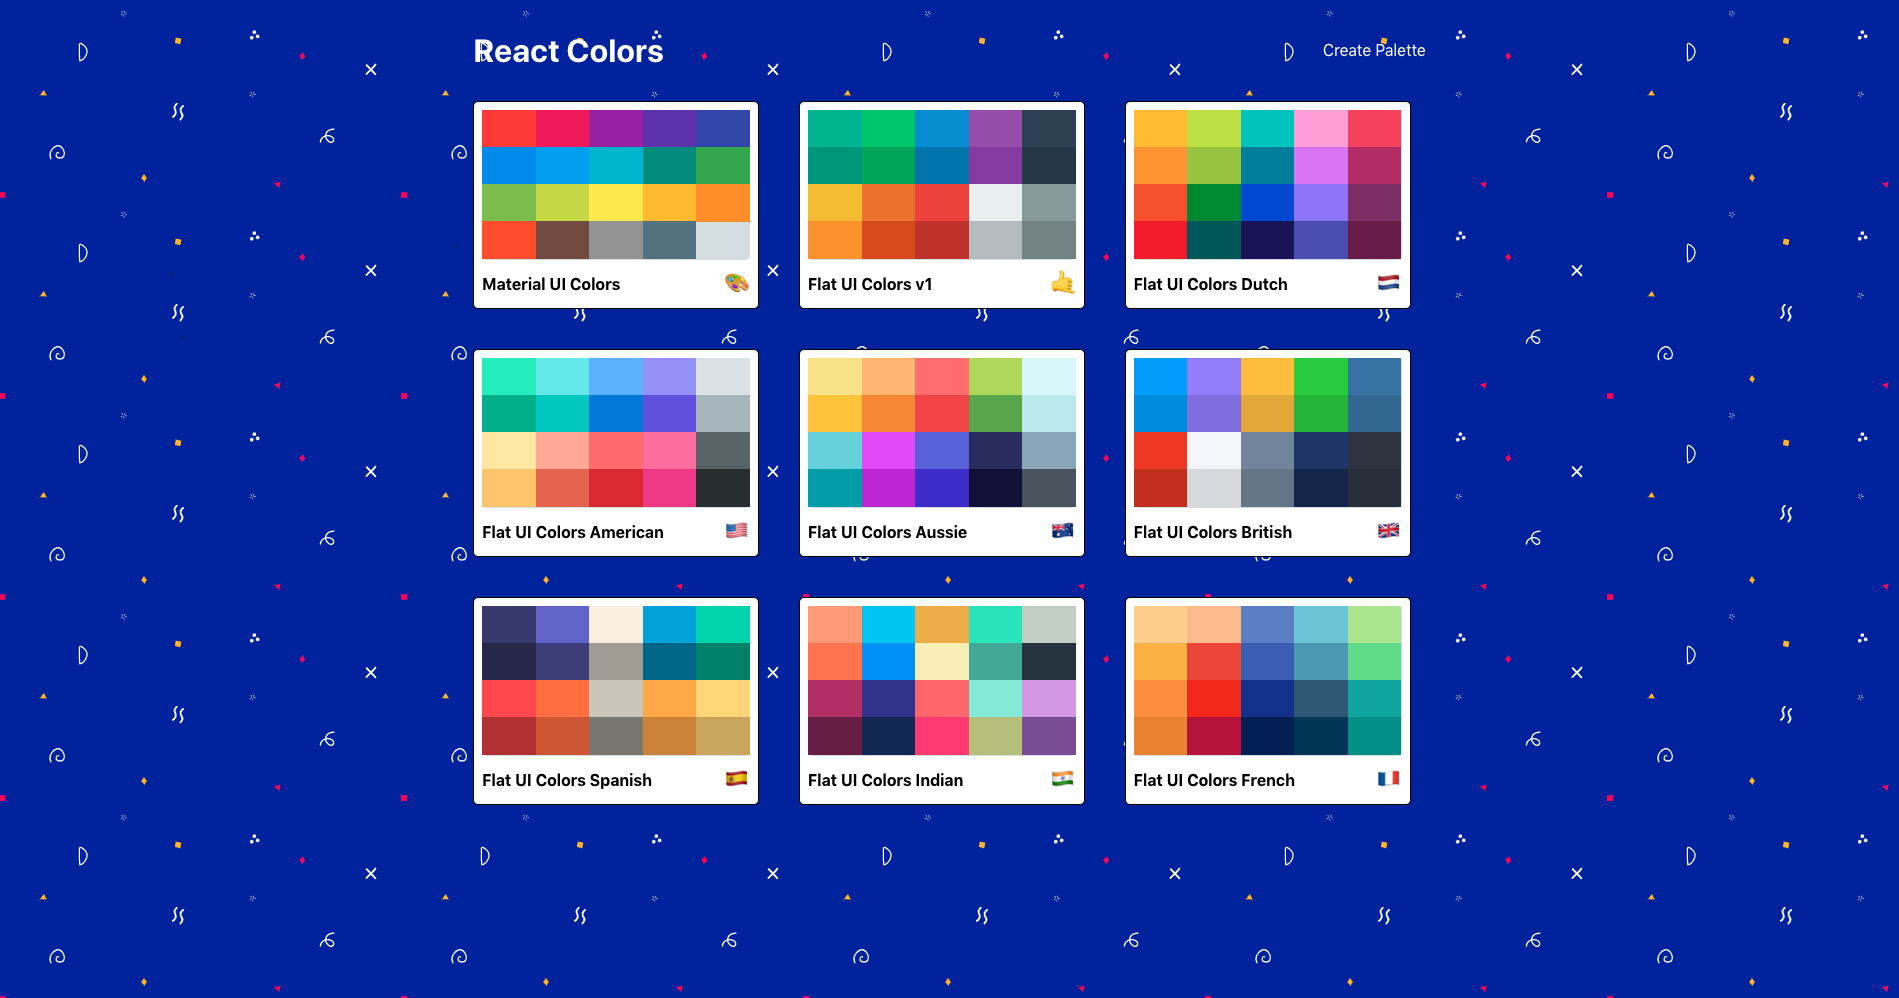 React Colors
Create Palette
Material UI Colors
Flat UI Colors v1
Flat UI Colors Dutch
Flat UI Colors American
Flat UI Colors Aussie
Flat UI Colors British
Flat UI Colors Spanish
Flat UI Colors Indian
Flat UI Colors French